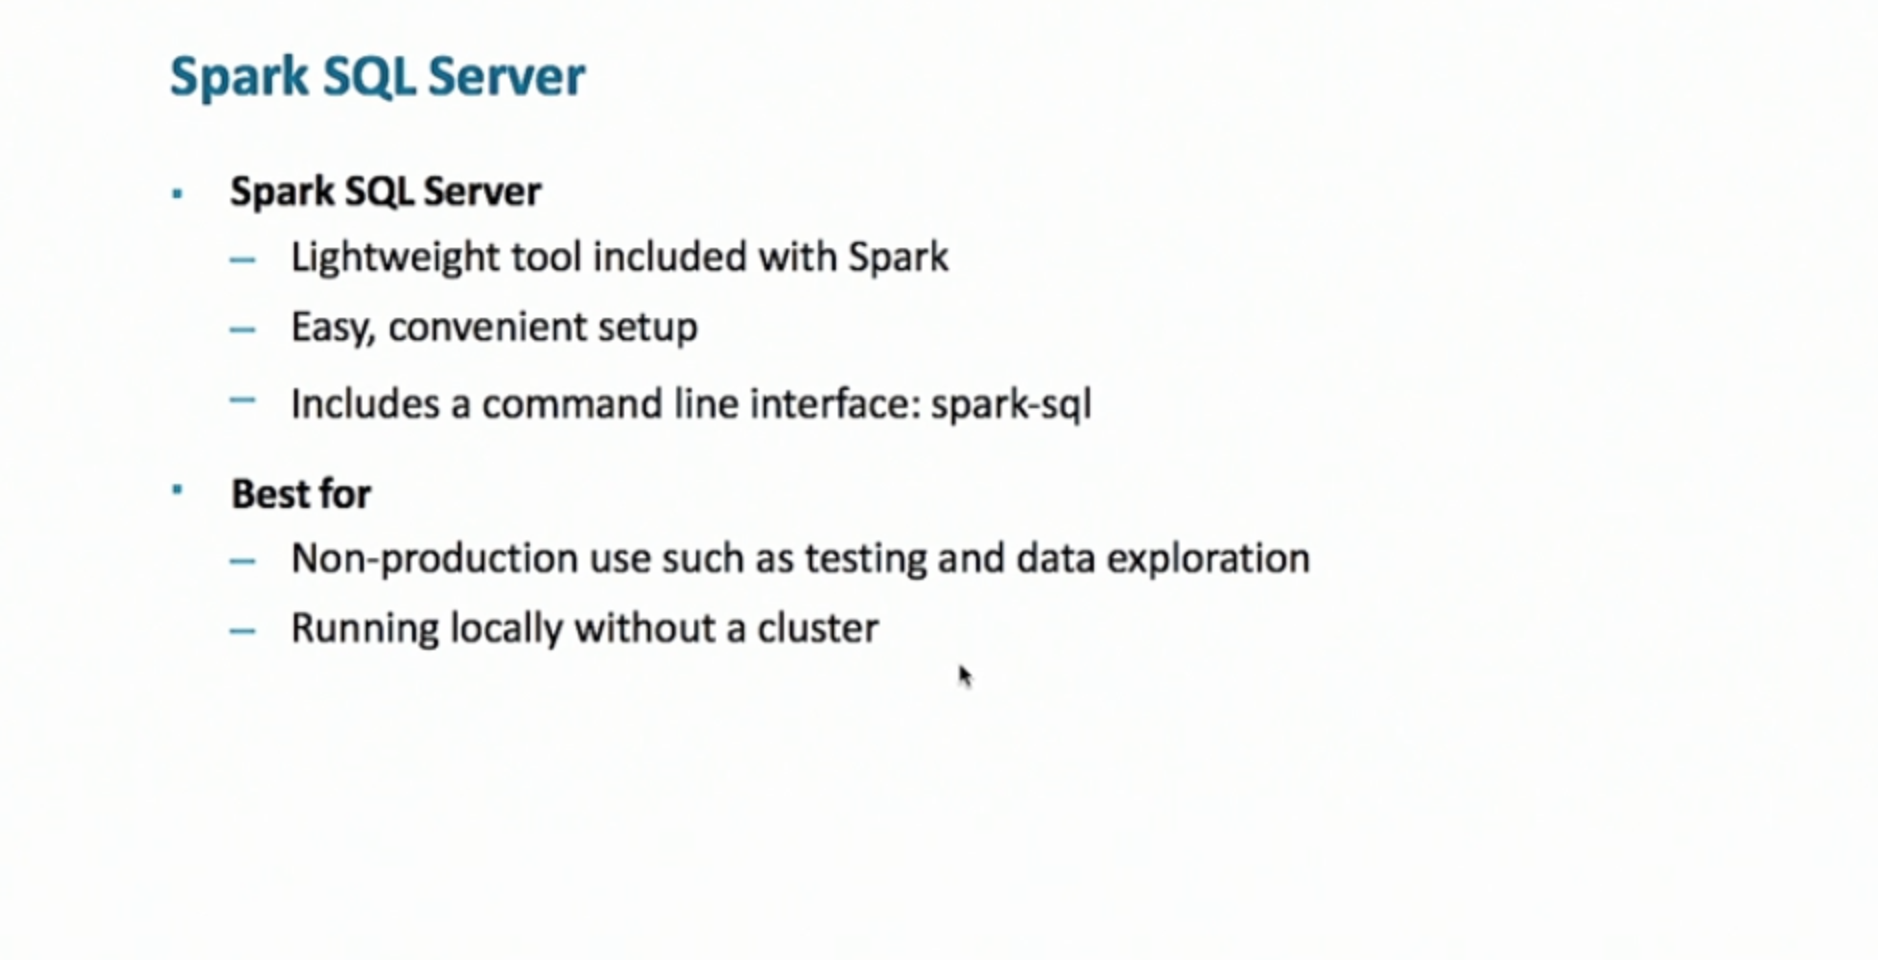 Spark SQL Server
▪ Spark SQL Server
– Lightweight tool included with Spark
– Easy, convenient setup
– Includes a command line interface: spark-sql
▪ Best for
– Non-production use such as testing and data exploration
– Running locally without a cluster